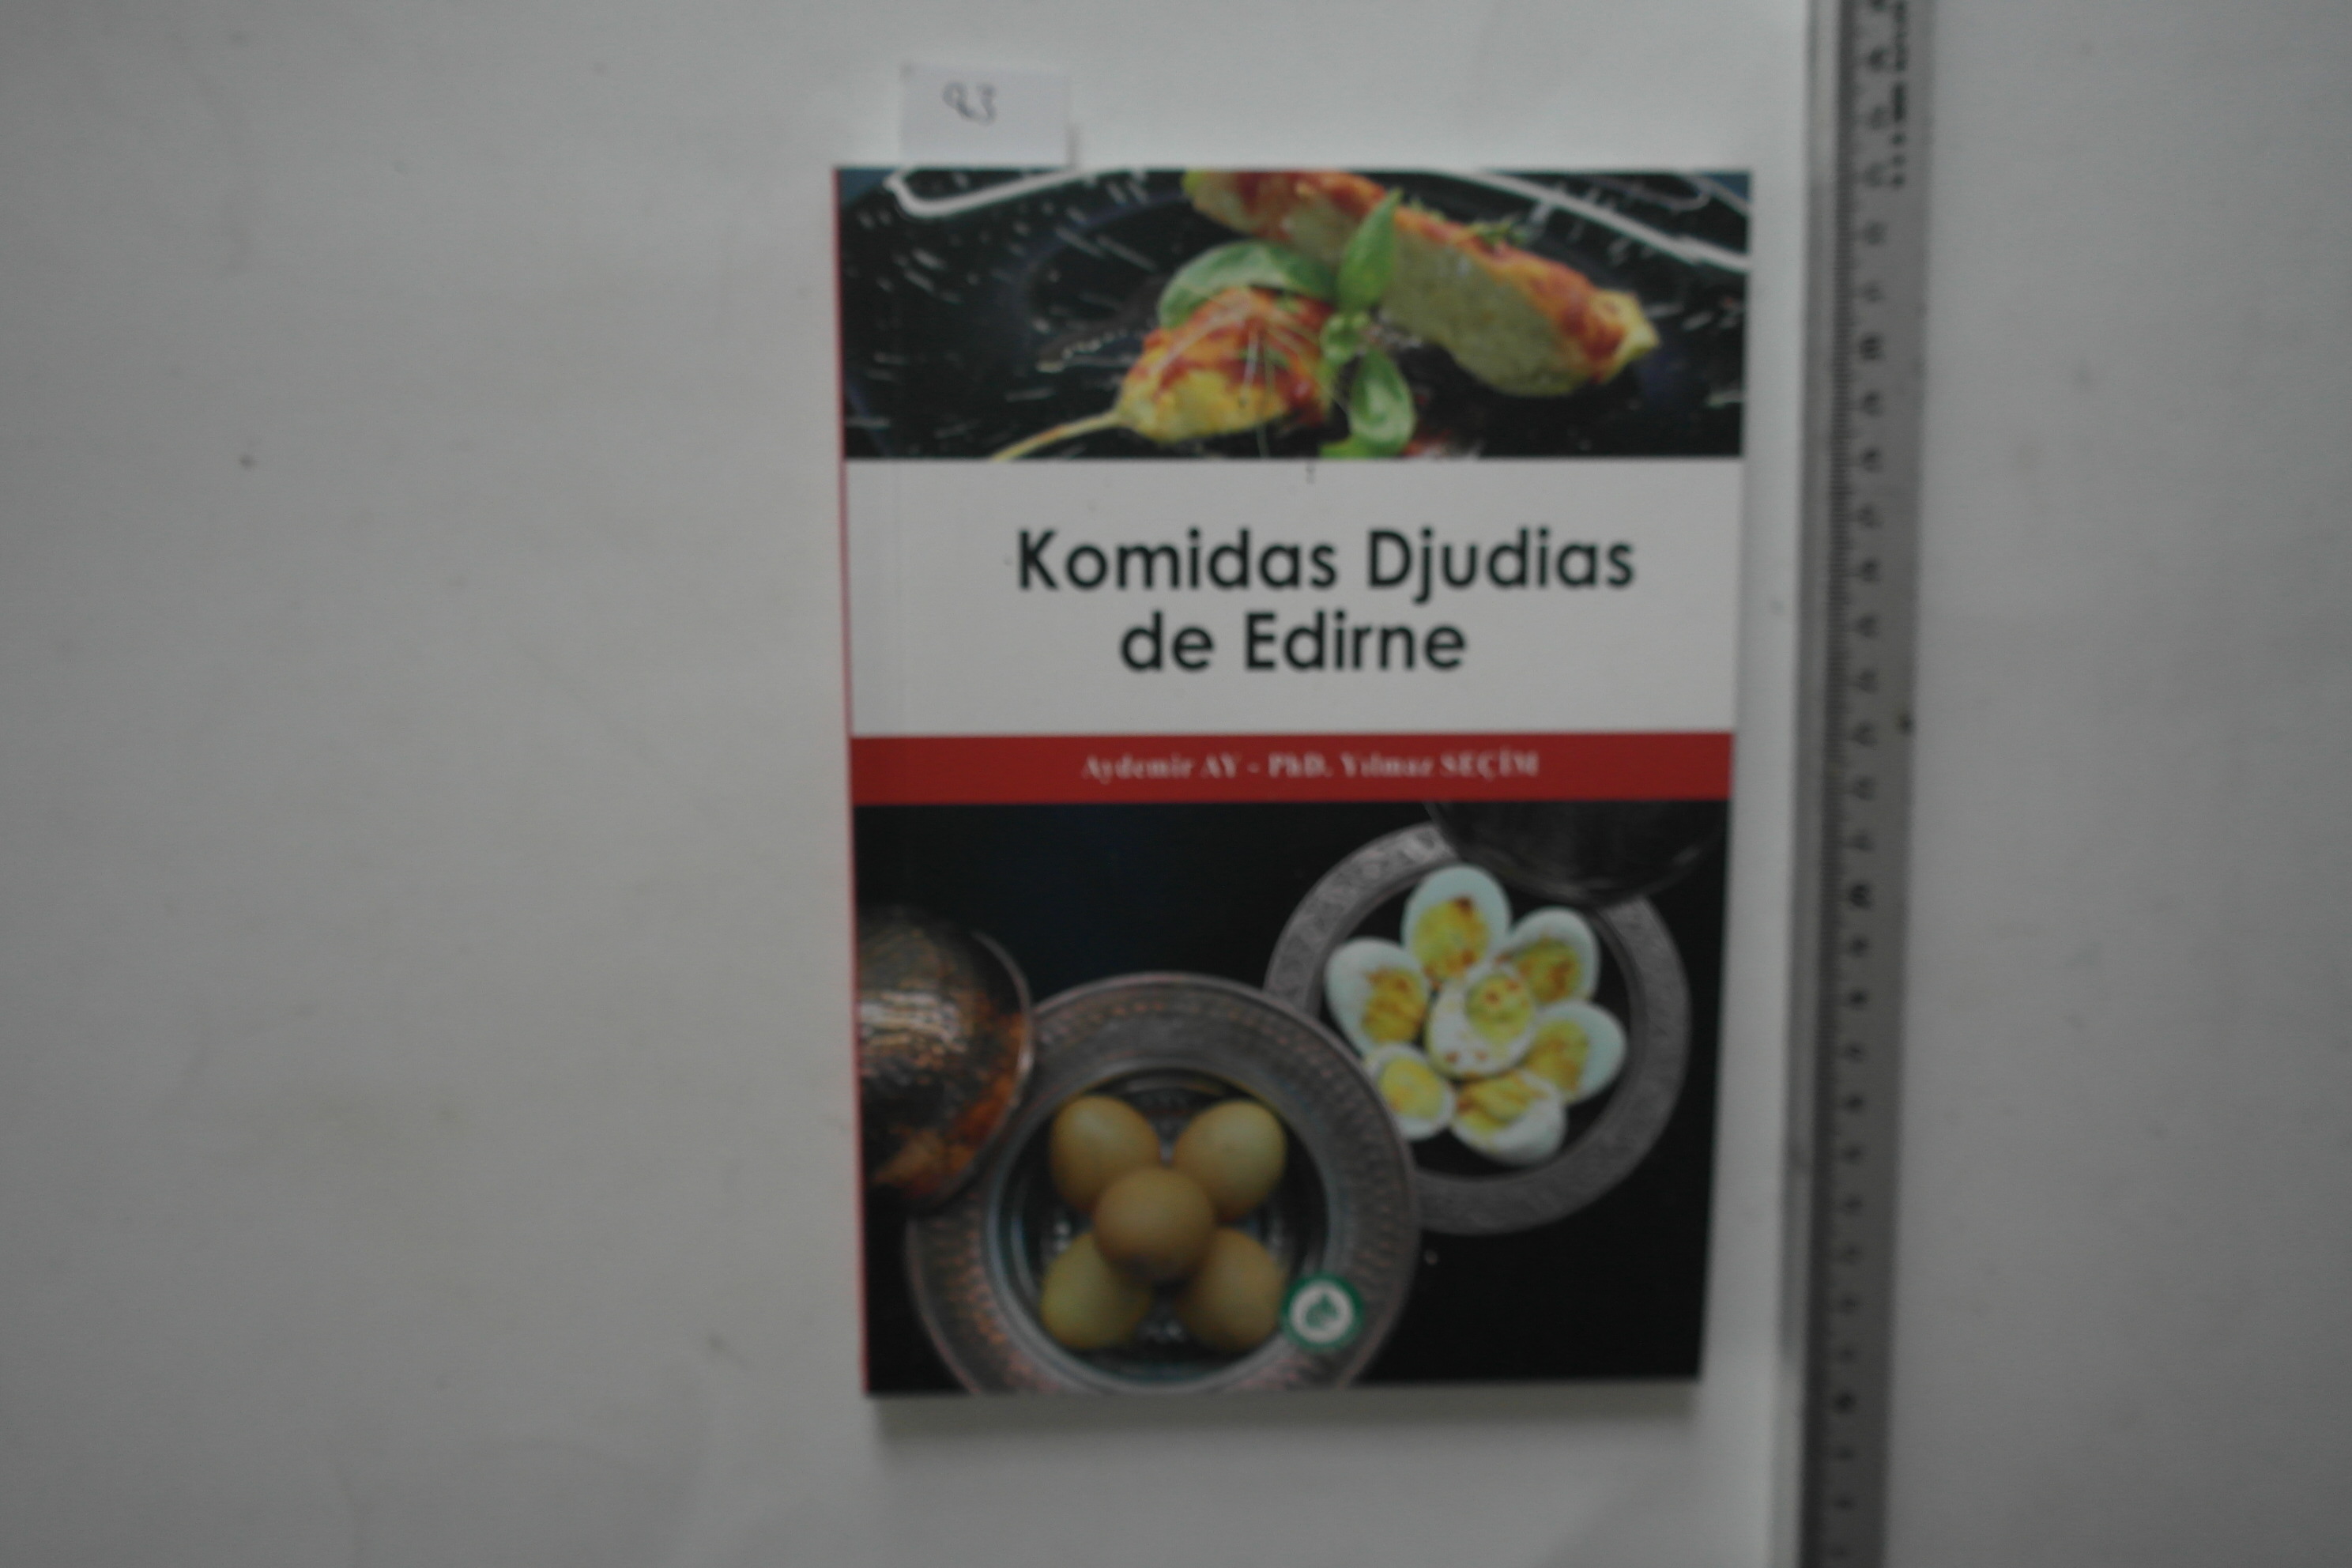 Komidas Djudias
de Edirne
Aydemir AY - PhD. Yılmaz SEÇİM